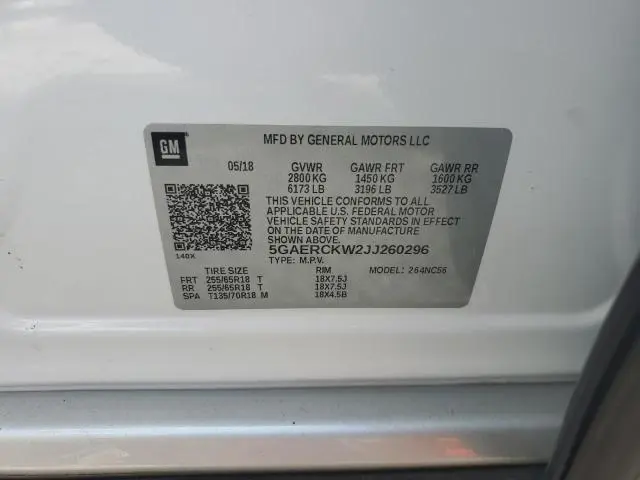 GM
MFD BY GENERAL MOTORS LLC
05/18 GVWR GAWR FRT GAWR RR
2800 KG 1450 KG 1600 KG
6173 LB 3196 LB 3527 LB
THIS VEHICLE CONFORMS TO ALL
APPLICABLE U.S. FEDERAL MOTOR
VEHICLE SAFETY STANDARDS IN EFFECT
ON THE DATE OF MANUFACTURE
SHOWN ABOVE.
140X
5GAERCKW2JJ260296
TYPE: M.P.V.
TIRE SIZE RIM MODEL: 264NC56
FRT 255/65R18 T 18X7.5J
RR 255/65R18 T 18X7.5J
SPA T135/70R18 M 18X4.5B